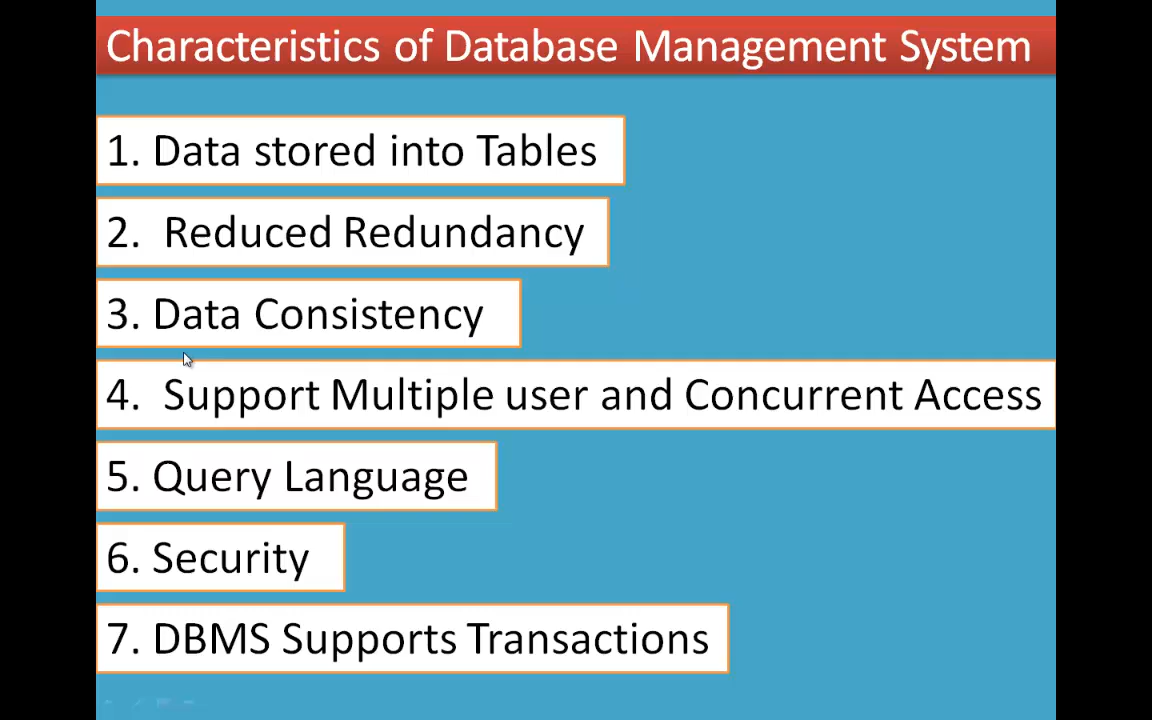 Characteristics of Database Management System
1. Data stored into Tables
2. Reduced Redundancy
3. Data Consistency
4. Support Multiple user and Concurrent Access
5. Query Language
6. Security
7. DBMS Supports Transactions